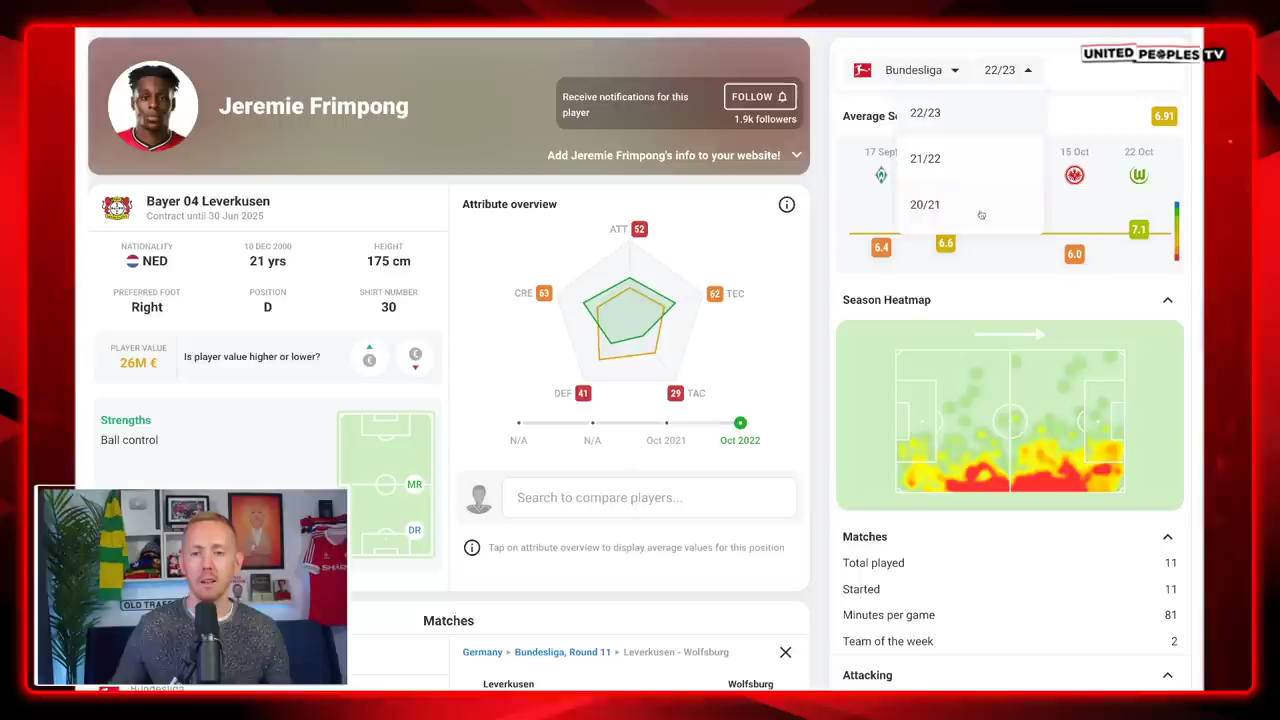 UNITED PEOPLES TV
Jeremie Frimpong
Receive notifications for this
player
FOLLOW
1.9k followers
Add Jeremie Frimpong's info to your website!
Bayer 04 Leverkusen
Contract until 30 Jun 2025
NATIONALITY
NED
10 DEC 2000
21 yrs
HEIGHT
175 cm
PREFERRED FOOT
Right
POSITION
D
SHIRT NUMBER
30
PLAYER VALUE
26M €
Is player value higher or lower?
€
€
Strengths
Ball control
MR
DR
Attribute overview
ATT 52
CRE 63
62 TEC
DEF 41
29 TAC
N/A
N/A
Oct 2021
Oct 2022
Search to compare players...
Tap on attribute overview to display average values for this position
Matches
Germany
Bundesliga, Round 11
Leverkusen - Wolfsburg
Leverkusen
Wolfsburg
Bundesliga
22/23
22/23
21/22
20/21
6.91
17 Sept
15 Oct
22 Oct
6.4
6.6
6.0
7.1
Season Heatmap
Matches
Total played 11
Started 11
Minutes per game 81
Team of the week 2
Attacking
Bundesliga